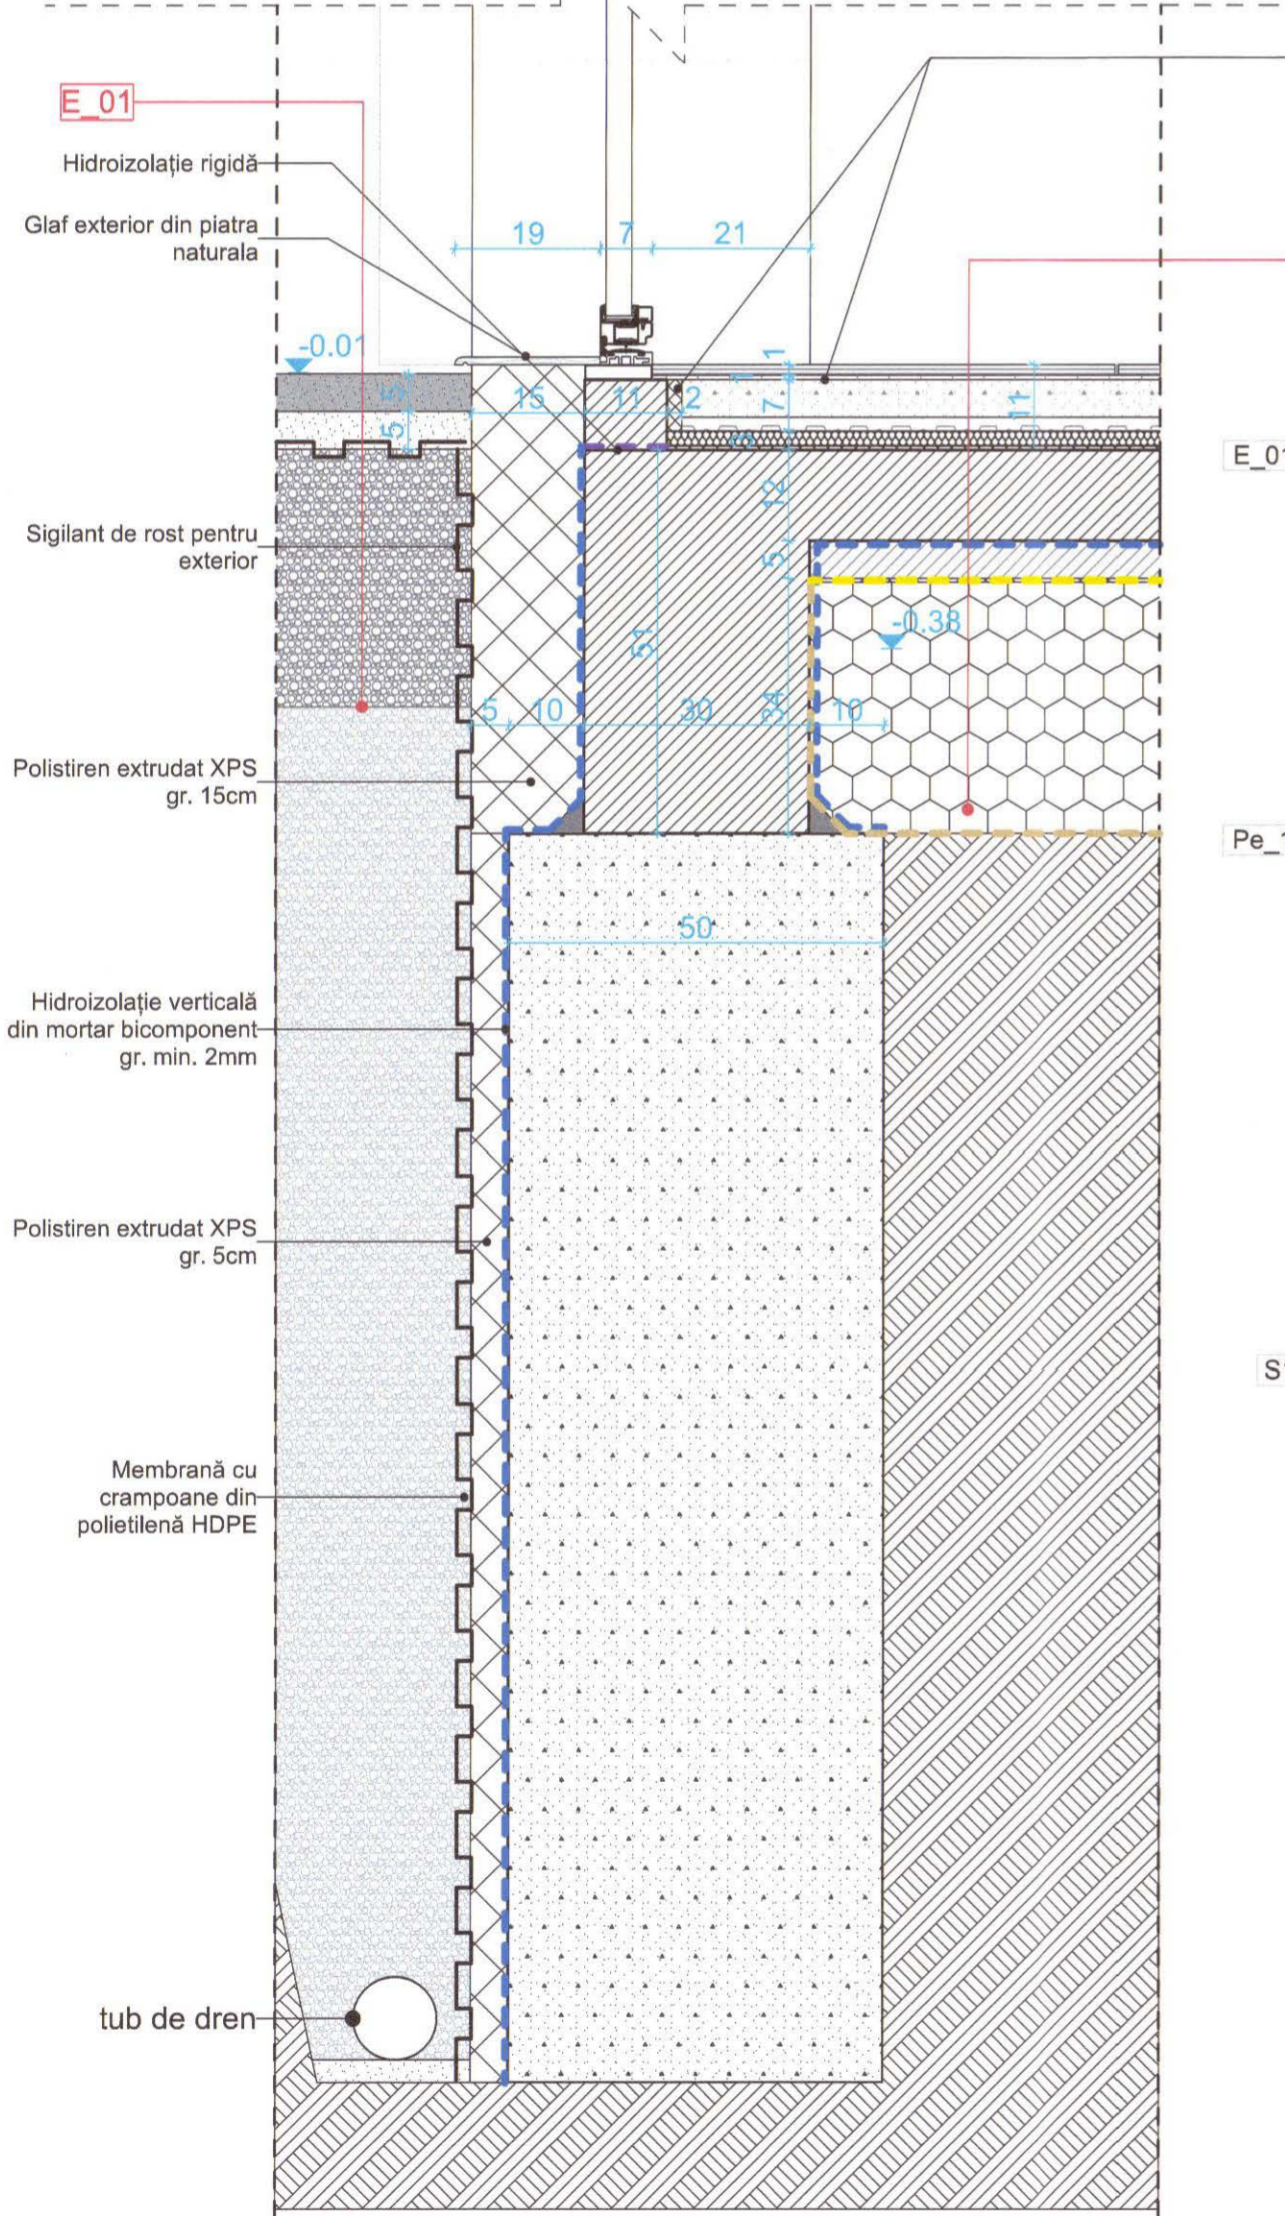 E_01
Hidroizolație rigidă
Glaf exterior din piatra
naturala
19 7 21
-0.01
1
1
5
15 11 2
7
11
5
3
E_01
12
Sigilant de rost pentru
exterior
5
-0.38
51
5 10 30 34 10
Polistiren extrudat XPS
gr. 15cm
50
Hidroizolație verticală
din mortar bicomponent
gr. min. 2mm
Polistiren extrudat XPS
gr. 5cm
Membrană cu
crampoane din
polietilenă HDPE
tub de dren